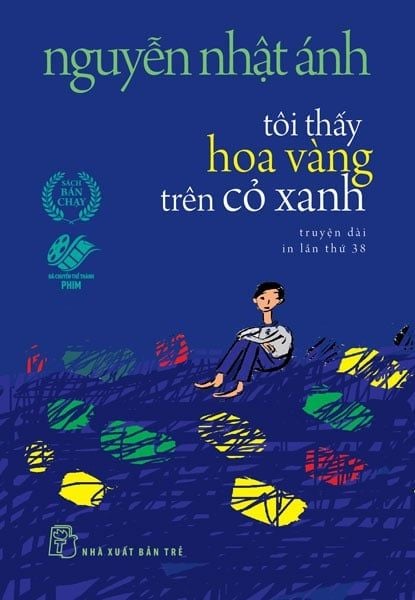 nguyễn nhật ánh
tôi thấy
hoa vàng
trên cỏ xanh
truyện dài
in lần thứ 38
SÁCH
BÁN
CHẠY
ĐÃ CHUYỂN THỂ THÀNH
PHIM
NHÀ XUẤT BẢN TRẺ